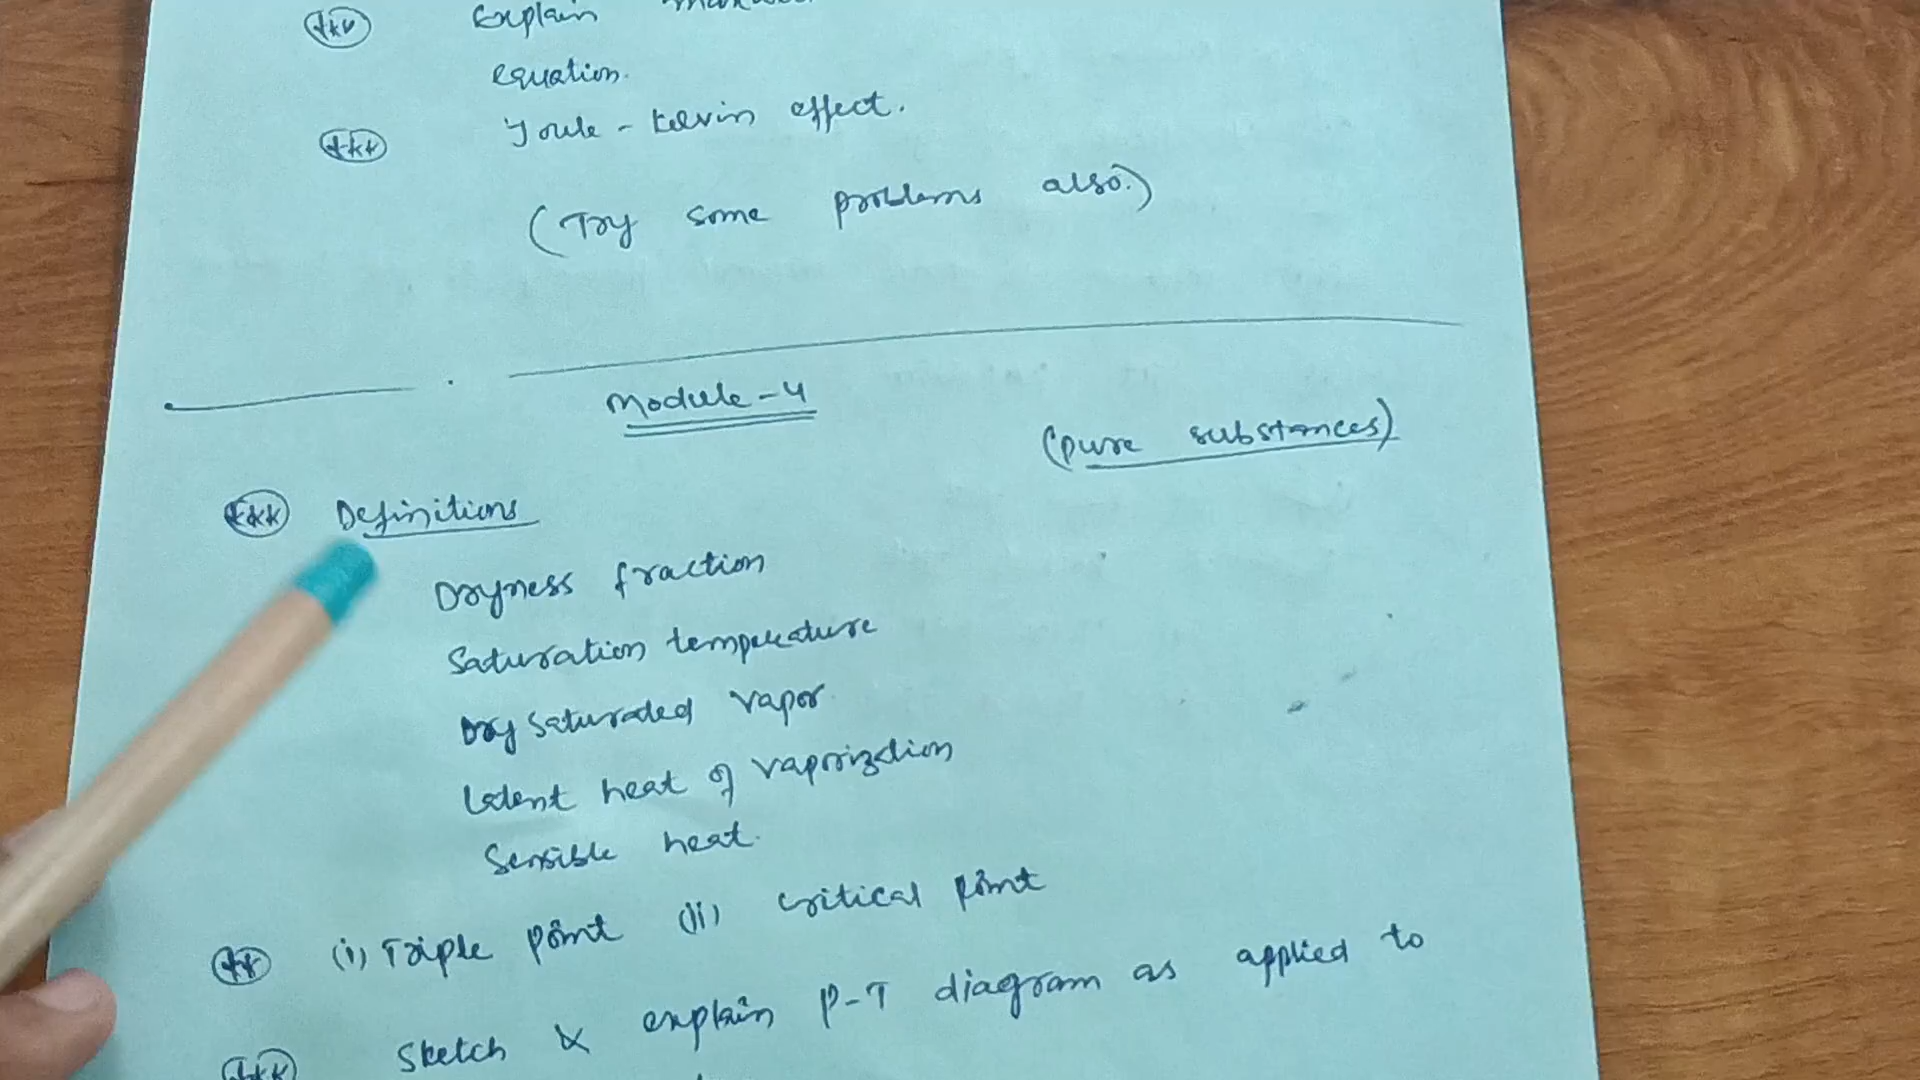 *** Explain
equation.
*** Joule - Kelvin effect.
(Try some problems also.)
Module-4
(pure substances)
*** Definitions
Dryness fraction
Saturation temperature
Dry saturated vapor
Latent heat of vaporization
Sensible heat.
** (i) Triple point (ii) critical point
*** Sketch & explain P-T diagram as applied to